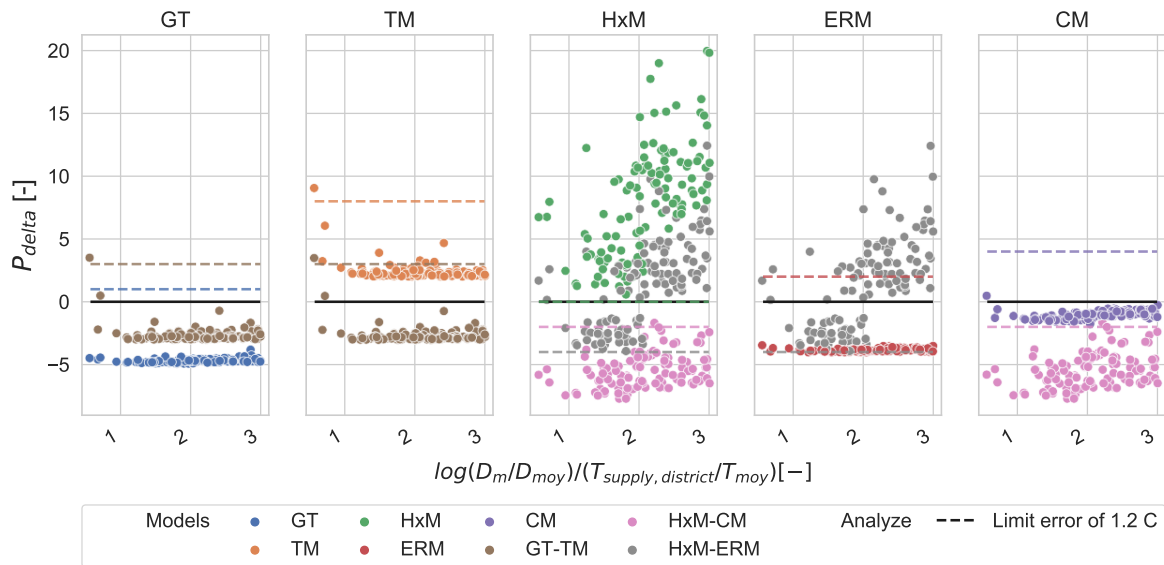 GT TM HxM ERM CM
20
15
10
5
0
−5
P_delta [-]
1 2 3 1 2 3 1 2 3 1 2 3 1 2 3
log(D_m/D_moy)/(T_supply, district/T_moy)[−]
Models GT HxM CM HxM-CM Analyze Limit error of 1.2 C
TM ERM GT-TM HxM-ERM